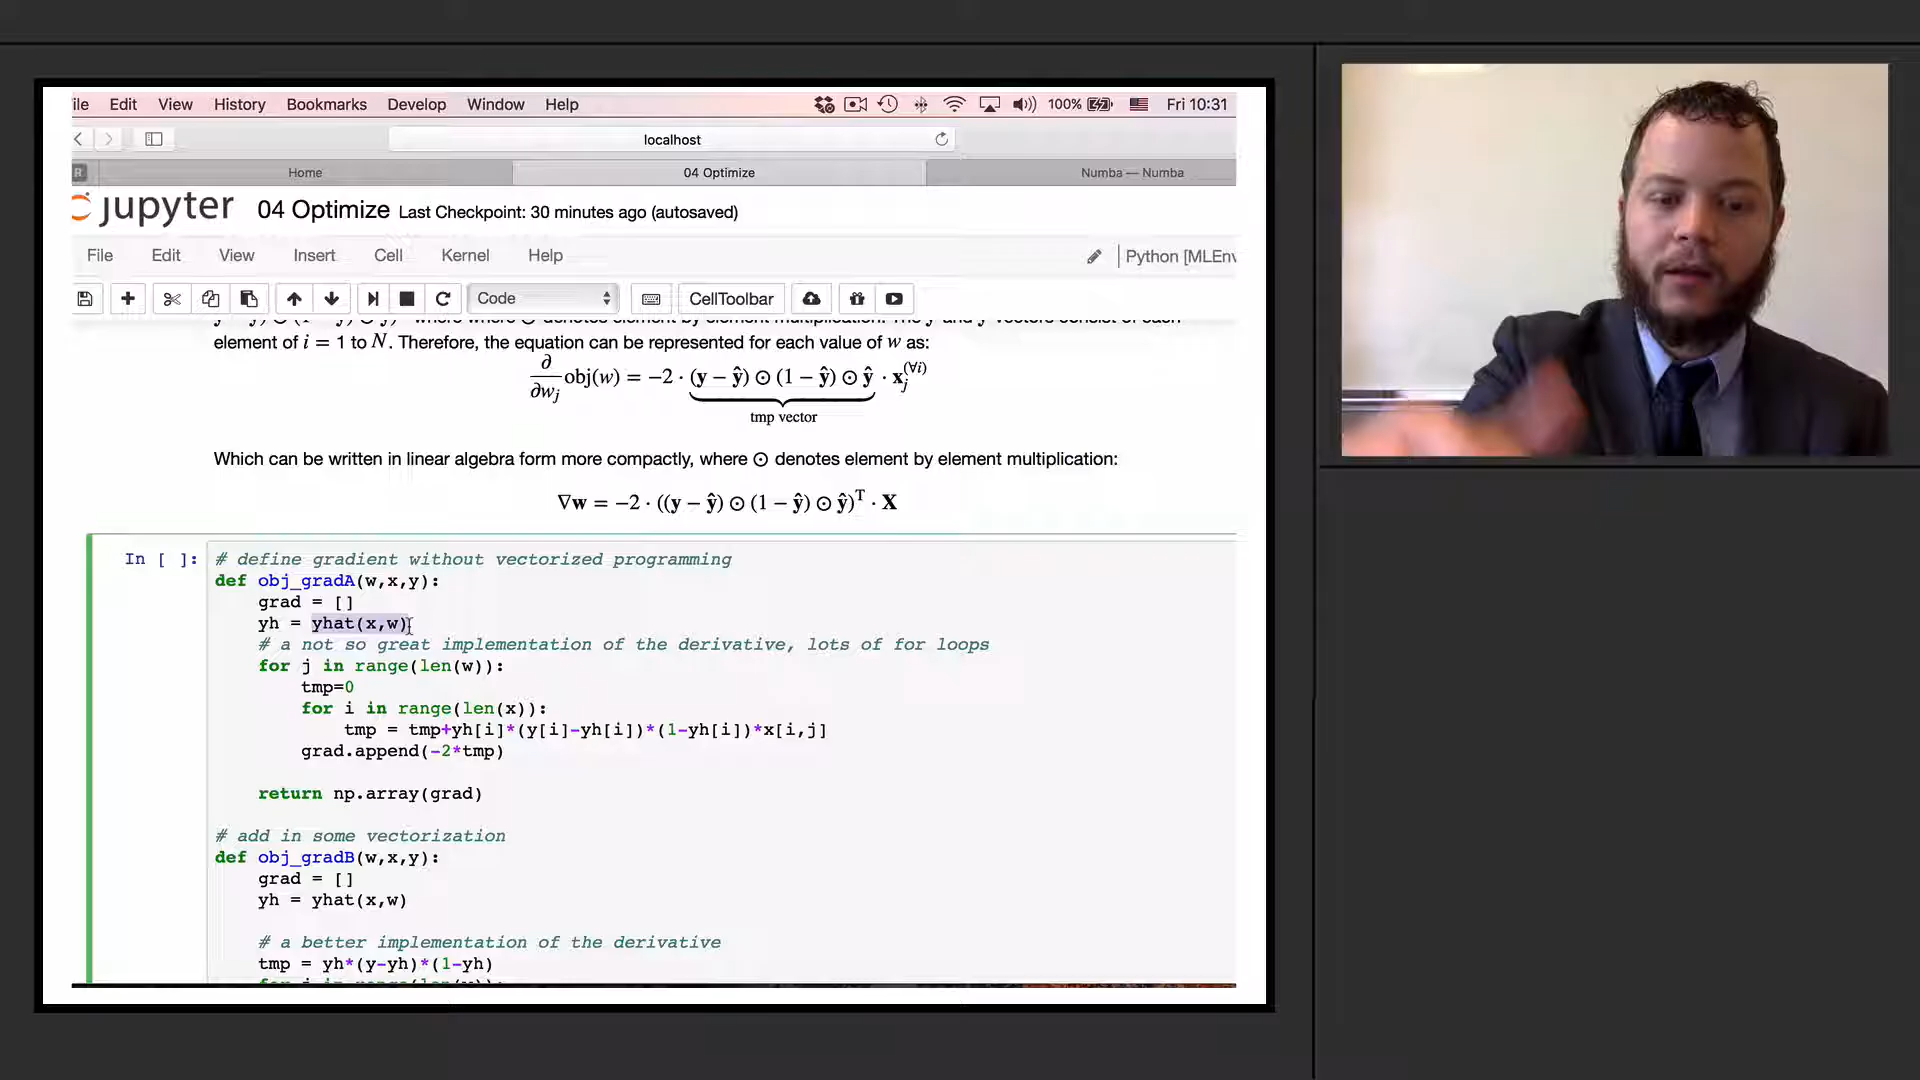 ile Edit View History Bookmarks Develop Window Help 100% Fri 10:31
localhost
R Home 04 Optimize Numba — Numba
jupyter 04 Optimize Last Checkpoint: 30 minutes ago (autosaved)
File Edit View Insert Cell Kernel Help Python [MLEnv
Code CellToolbar
element of i = 1 to N. Therefore, the equation can be represented for each value of w as:
∂/∂wⱼ obj(w) = −2 · (y − ŷ) ⊙ (1 − ŷ) ⊙ ŷ · xⱼ^(∀i)
tmp vector
Which can be written in linear algebra form more compactly, where ⊙ denotes element by element multiplication:
∇w = −2 · ((y − ŷ) ⊙ (1 − ŷ) ⊙ ŷ)ᵀ · X
In [ ]: # define gradient without vectorized programming
def obj_gradA(w,x,y):
grad = []
yh = yhat(x,w)
# a not so great implementation of the derivative, lots of for loops
for j in range(len(w)):
tmp=0
for i in range(len(x)):
tmp = tmp+yh[i]*(y[i]-yh[i])*(1-yh[i])*x[i,j]
grad.append(-2*tmp)
return np.array(grad)
# add in some vectorization
def obj_gradB(w,x,y):
grad = []
yh = yhat(x,w)
# a better implementation of the derivative
tmp = yh*(y-yh)*(1-yh)